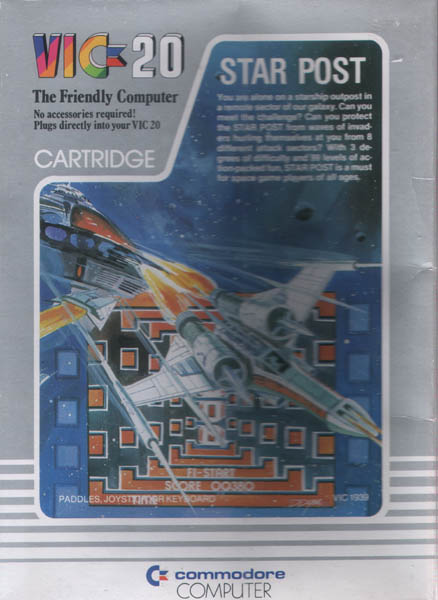 VIC 20
The Friendly Computer
No accessories required!
Plugs directly into your VIC 20
CARTRIDGE
STAR POST
You are alone on a starship outpost in
a remote sector of our galaxy. Can you
meet the challenge? Can you protect
the STAR POST from waves of invad-
ers hurling themselves at you from 8
different attack sectors? With 3 de-
grees of difficulty and 99 levels of ac-
tion-packed fun, STAR POST is a must
for space game players of all ages.
F1-START
SCORE 00380
PADDLES, JOYSTICK OR KEYBOARD
VIC 1939
commodore
COMPUTER